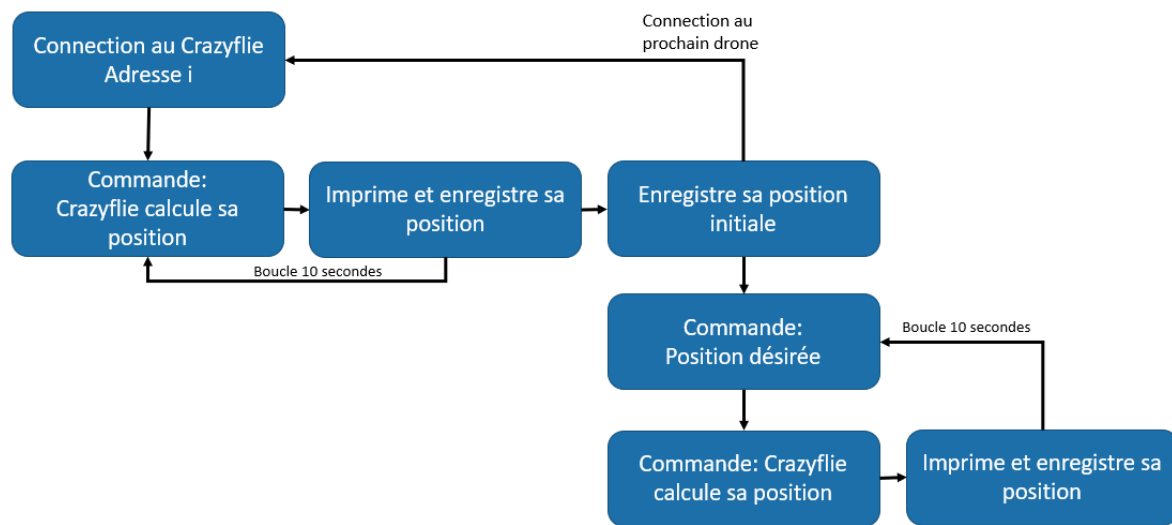 Connection au Crazyflie
Adresse i
Connection au
prochain drone
Commande:
Crazyflie calcule sa
position
Imprime et enregistre sa
position
Enregistre sa position
initiale
Boucle 10 secondes
Commande:
Position désirée
Boucle 10 secondes
Commande: Crazyflie
calcule sa position
Imprime et enregistre sa
position